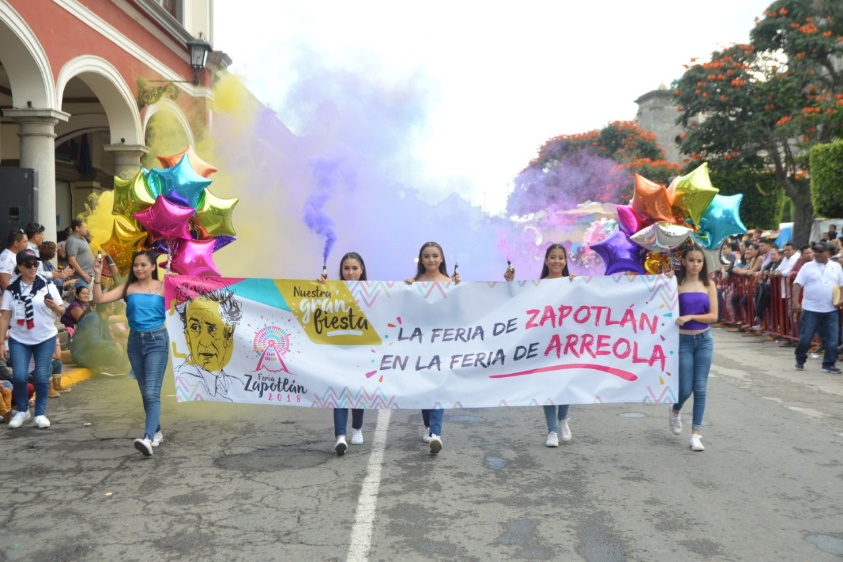 Nuestra
gran
fiesta
Feria
Zapotlán
2018
LA FERIA DE ZAPOTLÁN
EN LA FERIA DE ARREOLA